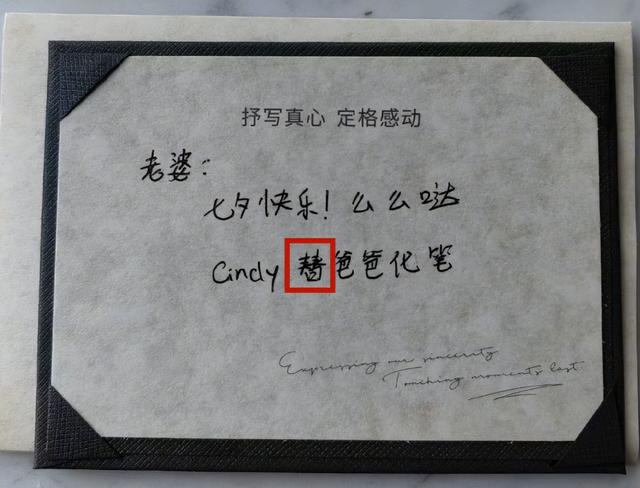 抒写真心 定格感动
老婆：
七夕快乐！么么哒
Cindy 替爸爸化笔
Expressing our sincerity
Touching moments last.